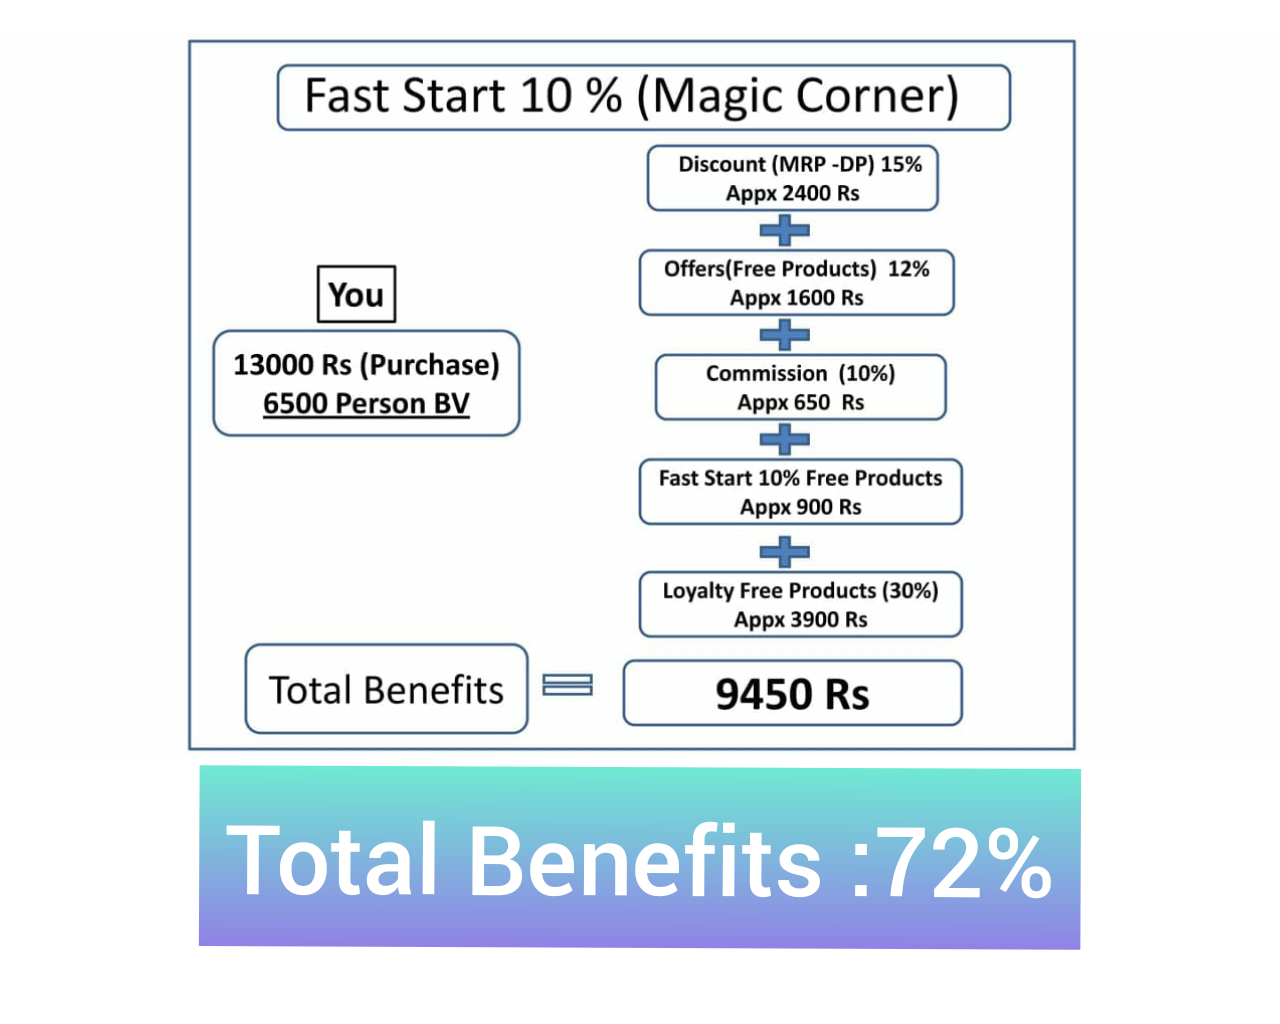 Fast Start 10 % (Magic Corner)
Discount (MRP -DP) 15%
Appx 2400 Rs
Offers(Free Products) 12%
Appx 1600 Rs
You
13000 Rs (Purchase)
6500 Person BV
Commission (10%)
Appx 650 Rs
Fast Start 10% Free Products
Appx 900 Rs
Loyalty Free Products (30%)
Appx 3900 Rs
Total Benefits
9450 Rs
Total Benefits :72%